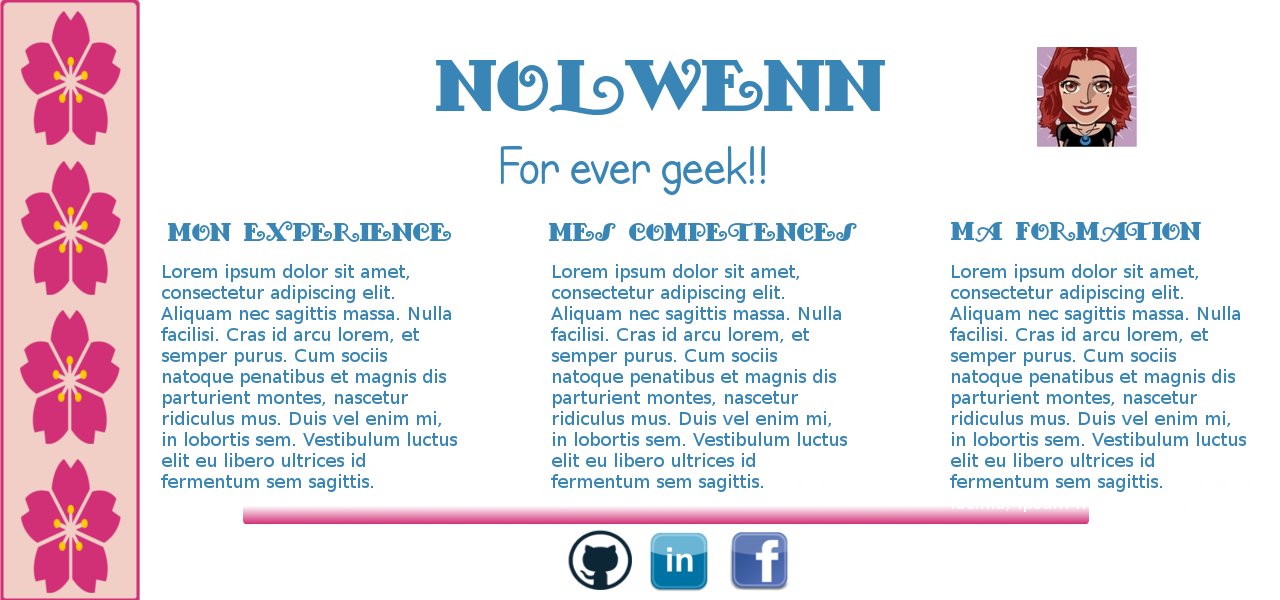 NOLWENN
For ever geek!!
MON EXPERIENCE
Lorem ipsum dolor sit amet,
consectetur adipiscing elit.
Aliquam nec sagittis massa. Nulla
facilisi. Cras id arcu lorem, et
semper purus. Cum sociis
natoque penatibus et magnis dis
parturient montes, nascetur
ridiculus mus. Duis vel enim mi,
in lobortis sem. Vestibulum luctus
elit eu libero ultrices id
fermentum sem sagittis.
MES COMPETENCES
Lorem ipsum dolor sit amet,
consectetur adipiscing elit.
Aliquam nec sagittis massa. Nulla
facilisi. Cras id arcu lorem, et
semper purus. Cum sociis
natoque penatibus et magnis dis
parturient montes, nascetur
ridiculus mus. Duis vel enim mi,
in lobortis sem. Vestibulum luctus
elit eu libero ultrices id
fermentum sem sagittis.
MA FORMATION
Lorem ipsum dolor sit amet,
consectetur adipiscing elit.
Aliquam nec sagittis massa. Nulla
facilisi. Cras id arcu lorem, et
semper purus. Cum sociis
natoque penatibus et magnis dis
parturient montes, nascetur
ridiculus mus. Duis vel enim mi,
in lobortis sem. Vestibulum luctus
elit eu libero ultrices id
fermentum sem sagittis.
in f